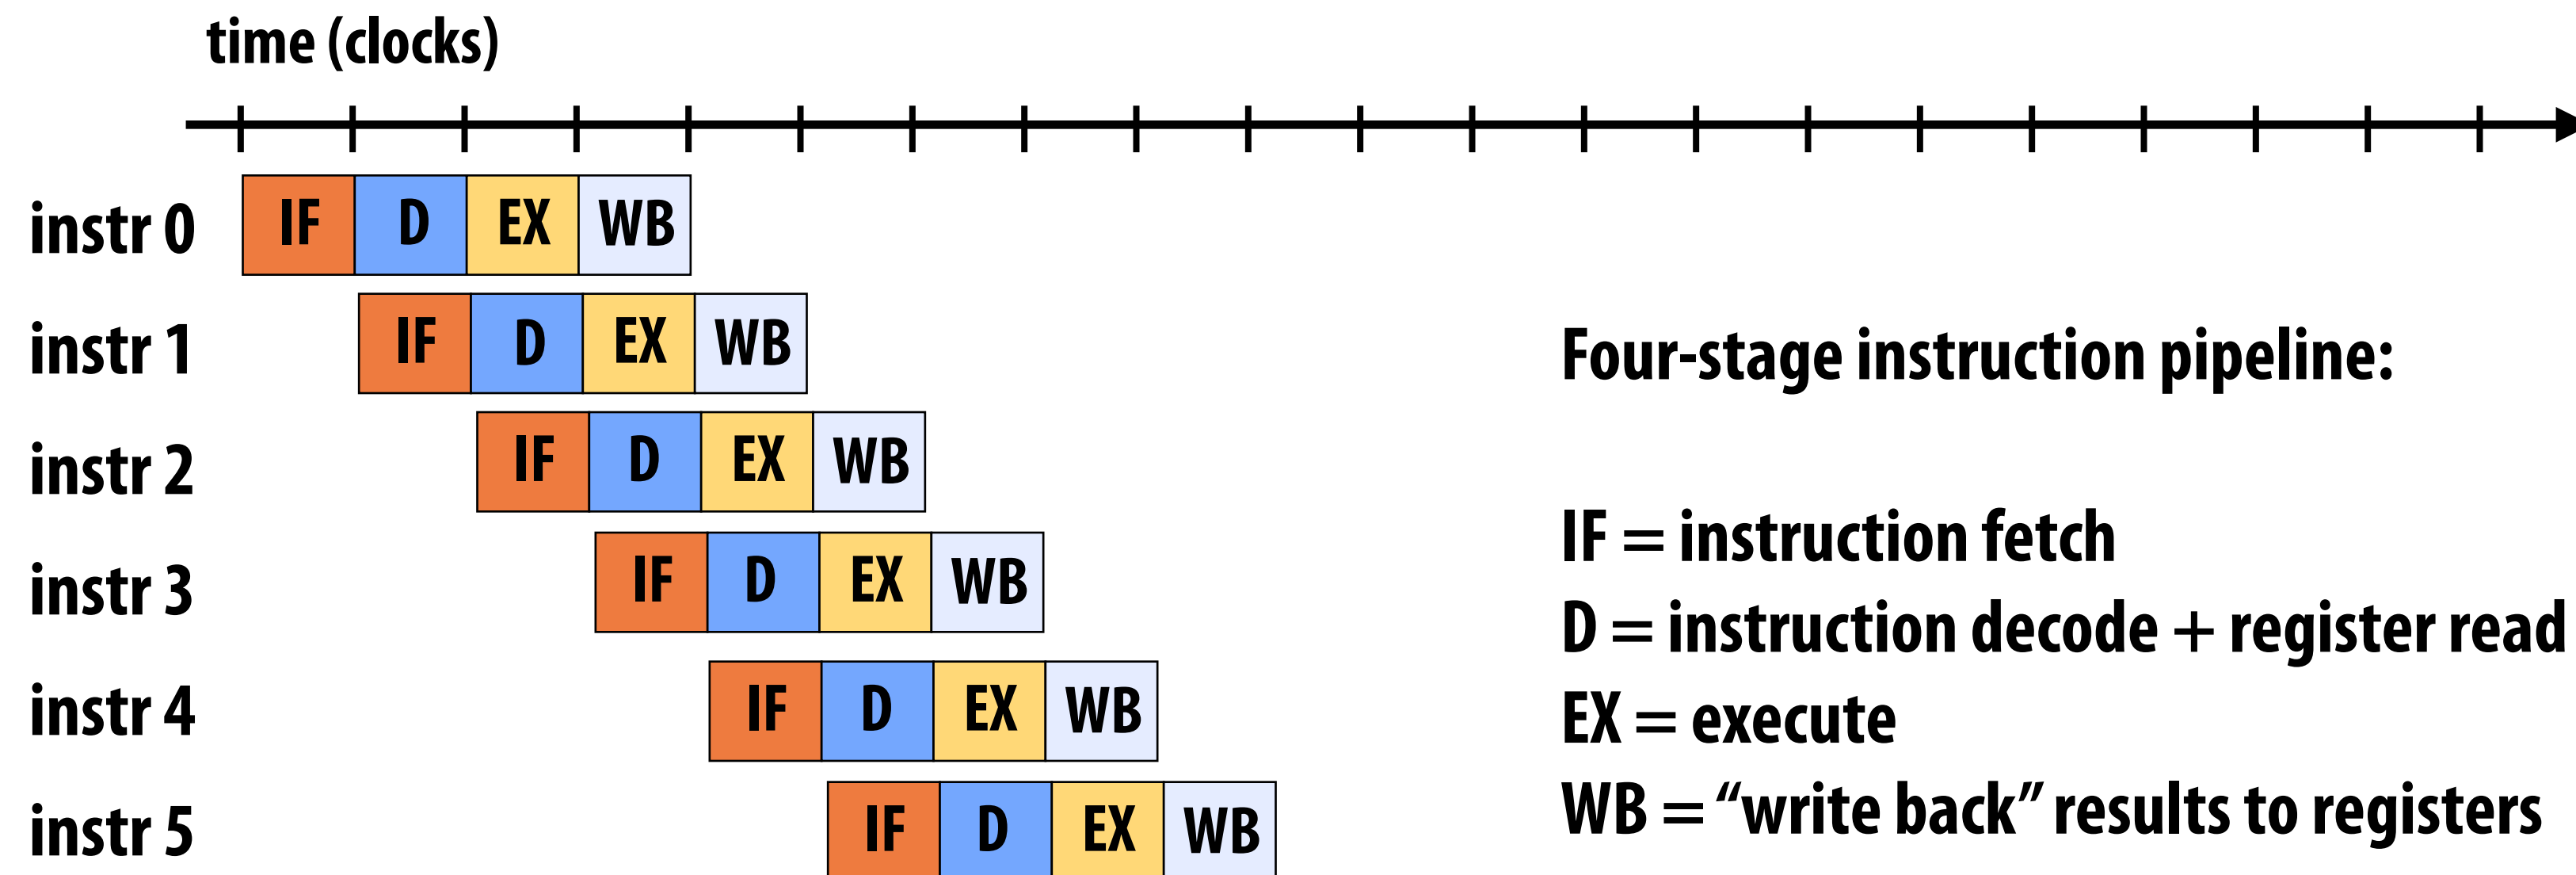 time (clocks)
instr 0 IF D EX WB
instr 1 IF D EX WB
instr 2 IF D EX WB
instr 3 IF D EX WB
instr 4 IF D EX WB
instr 5 IF D EX WB
Four-stage instruction pipeline:
IF = instruction fetch
D = instruction decode + register read
EX = execute
WB = “write back” results to registers